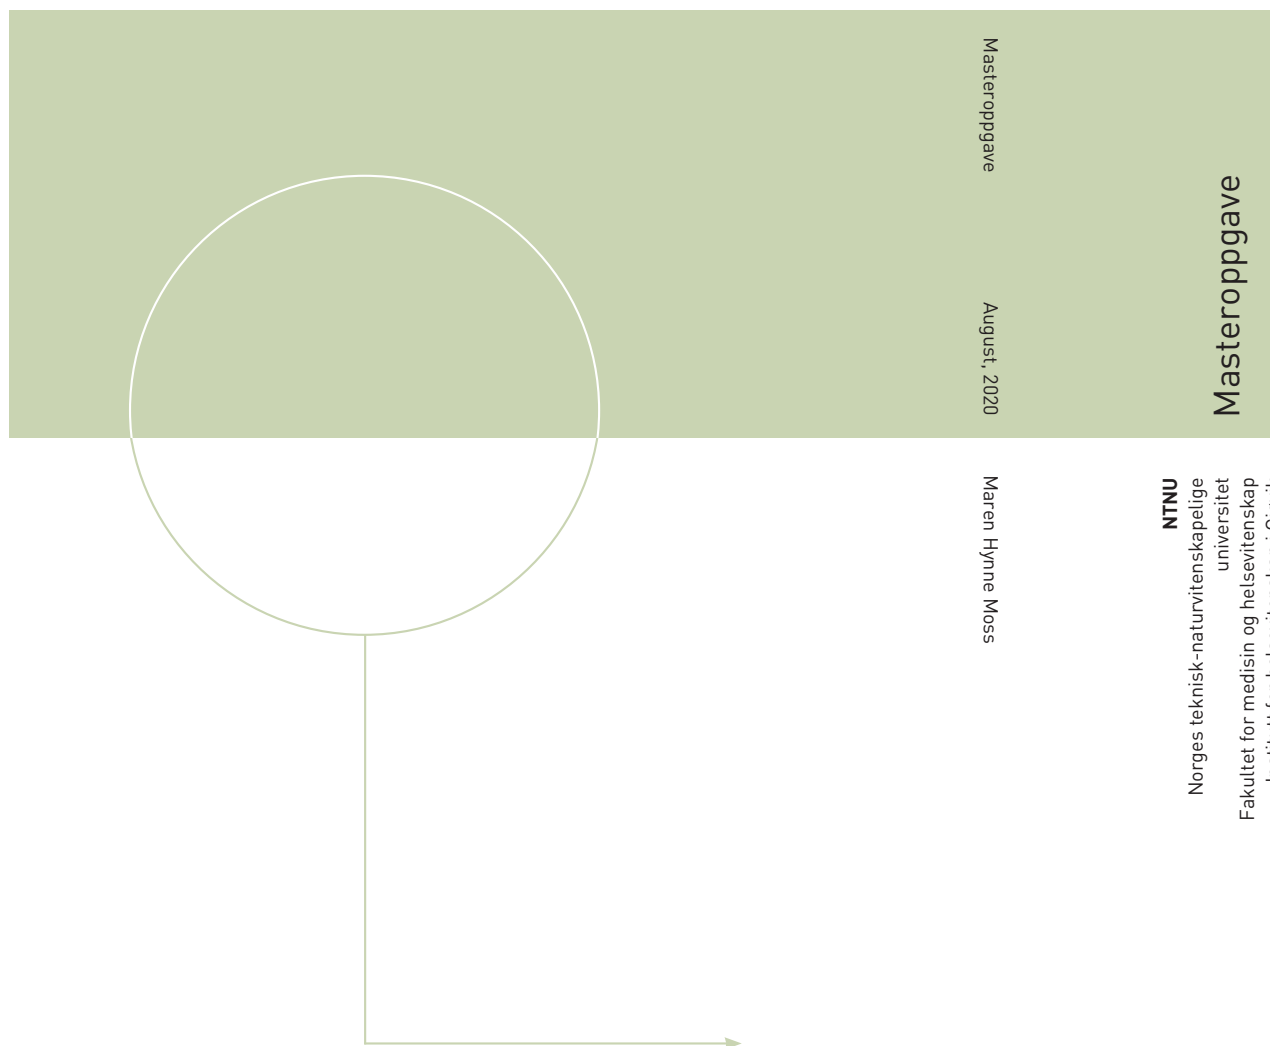 Masteroppgave
August, 2020
Maren Hynne Moss
Masteroppgave
NTNU
Norges teknisk-naturvitenskapelige
universitet
Fakultet for medisin og helsevitenskap